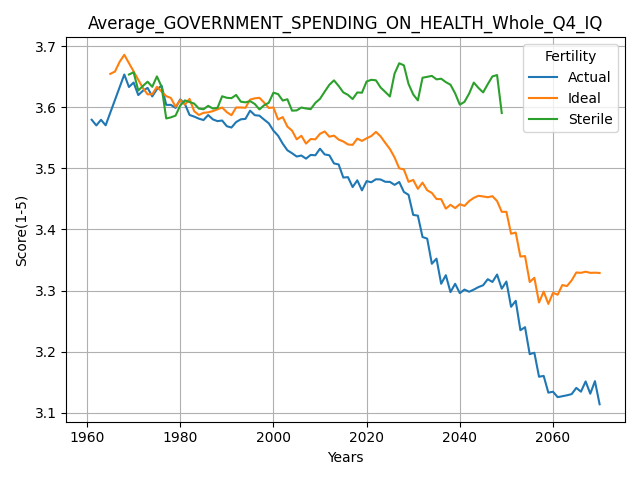 Average_GOVERNMENT_SPENDING_ON_HEALTH_Whole_Q4_IQ
Fertility
Actual
Ideal
Sterile
Score(1-5)
3.7
3.6
3.5
3.4
3.3
3.2
3.1
1960 1980 2000 2020 2040 2060
Years